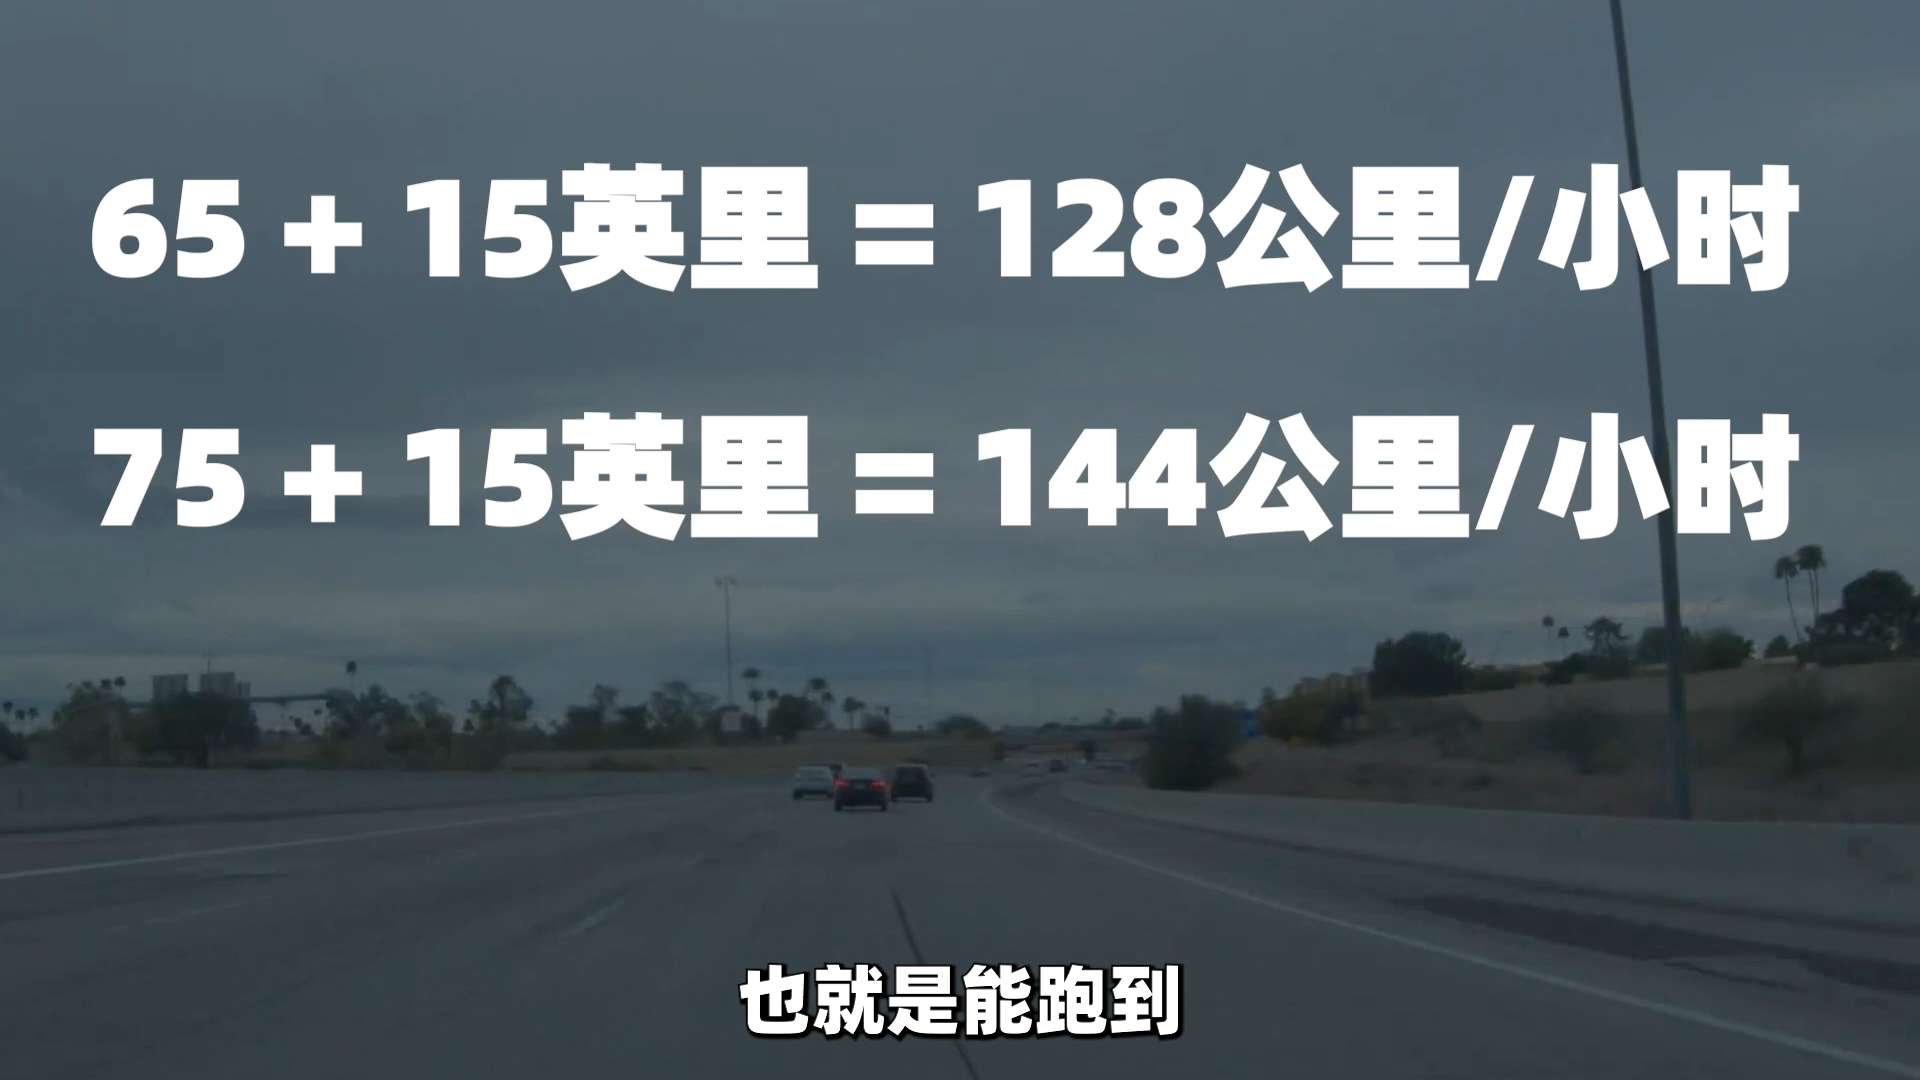 65 + 15英里 = 128公里/小时
75 + 15英里 = 144公里/小时
也就是能跑到